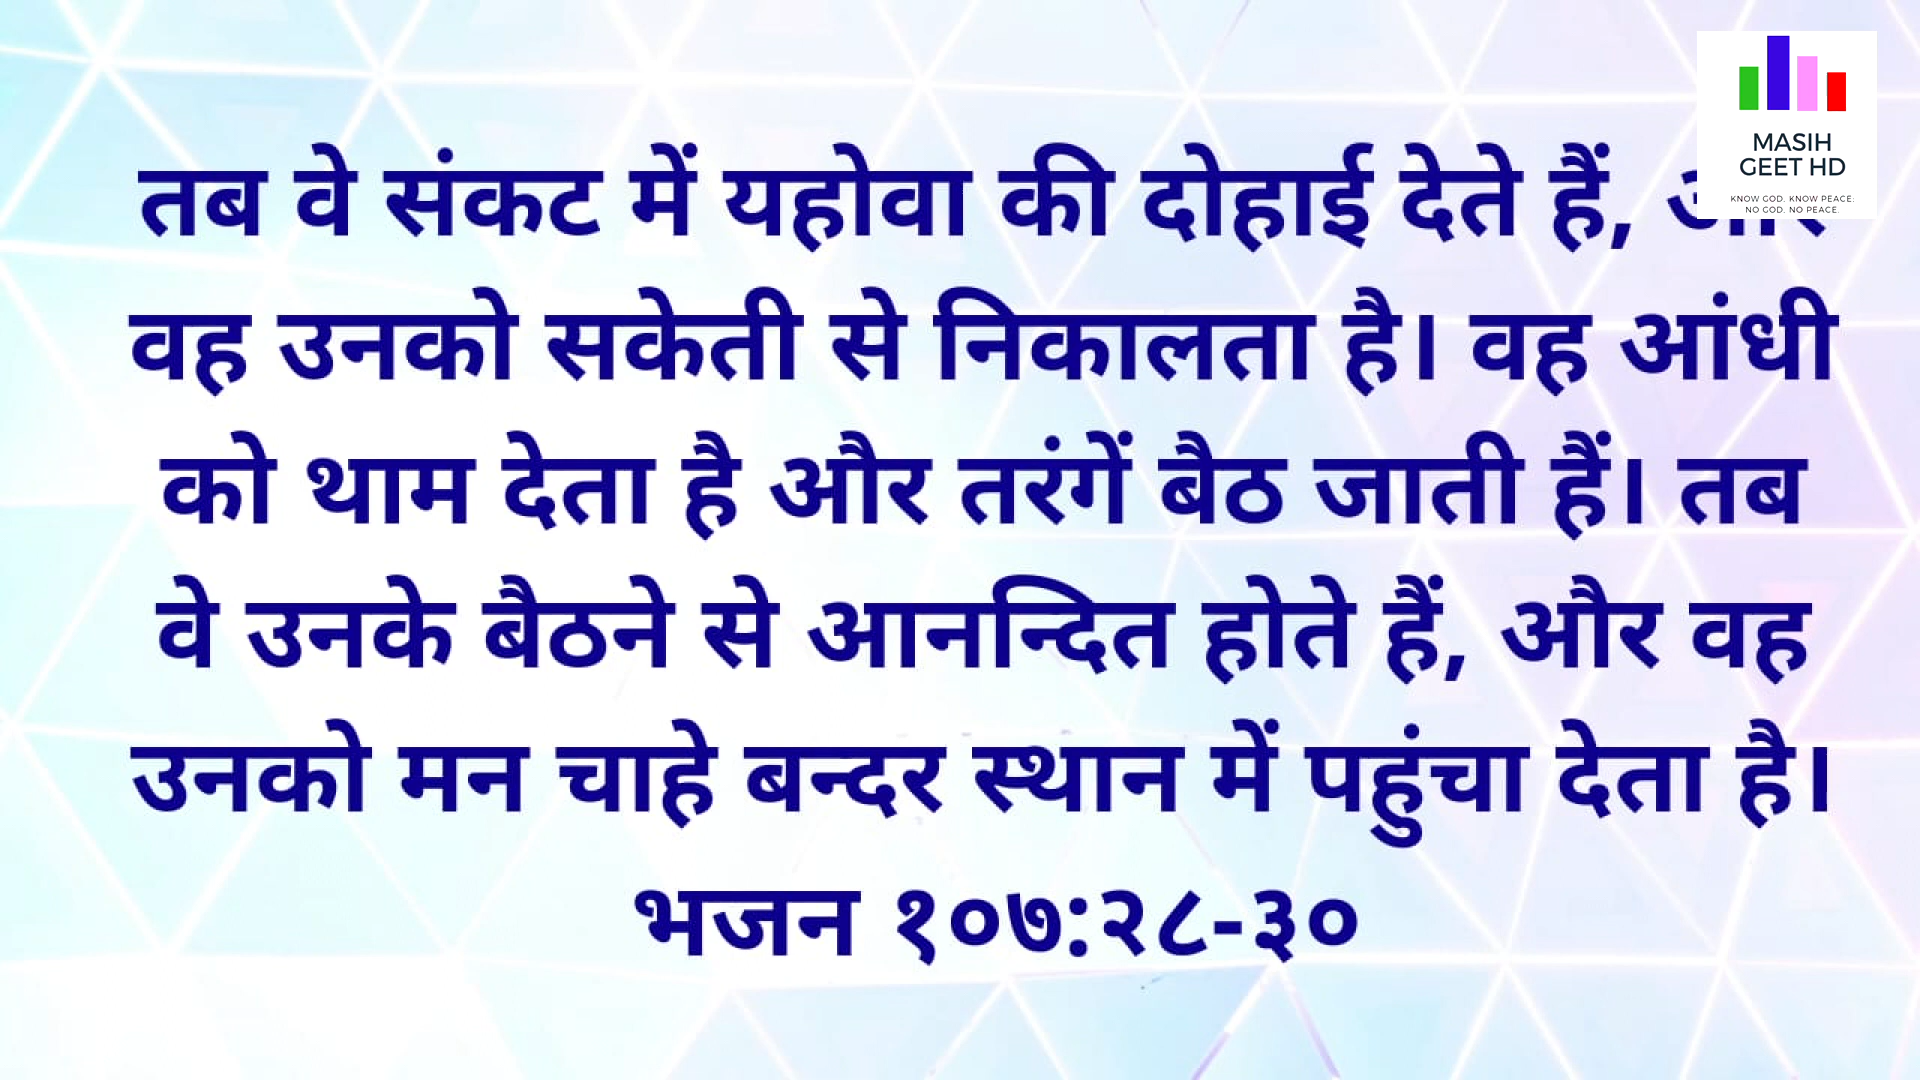 MASIH
GEET HD
KNOW GOD, KNOW PEACE:
NO GOD, NO PEACE.
तब वे संकट में यहोवा की दोहाई देते हैं,
वह उनको सकेती से निकालता है। वह आंधी
को थाम देता है और तरंगें बैठ जाती हैं। तब
वे उनके बैठने से आनन्दित होते हैं, और वह
उनको मन चाहे बन्दर स्थान में पहुंचा देता है।
भजन १०७:२८-३०